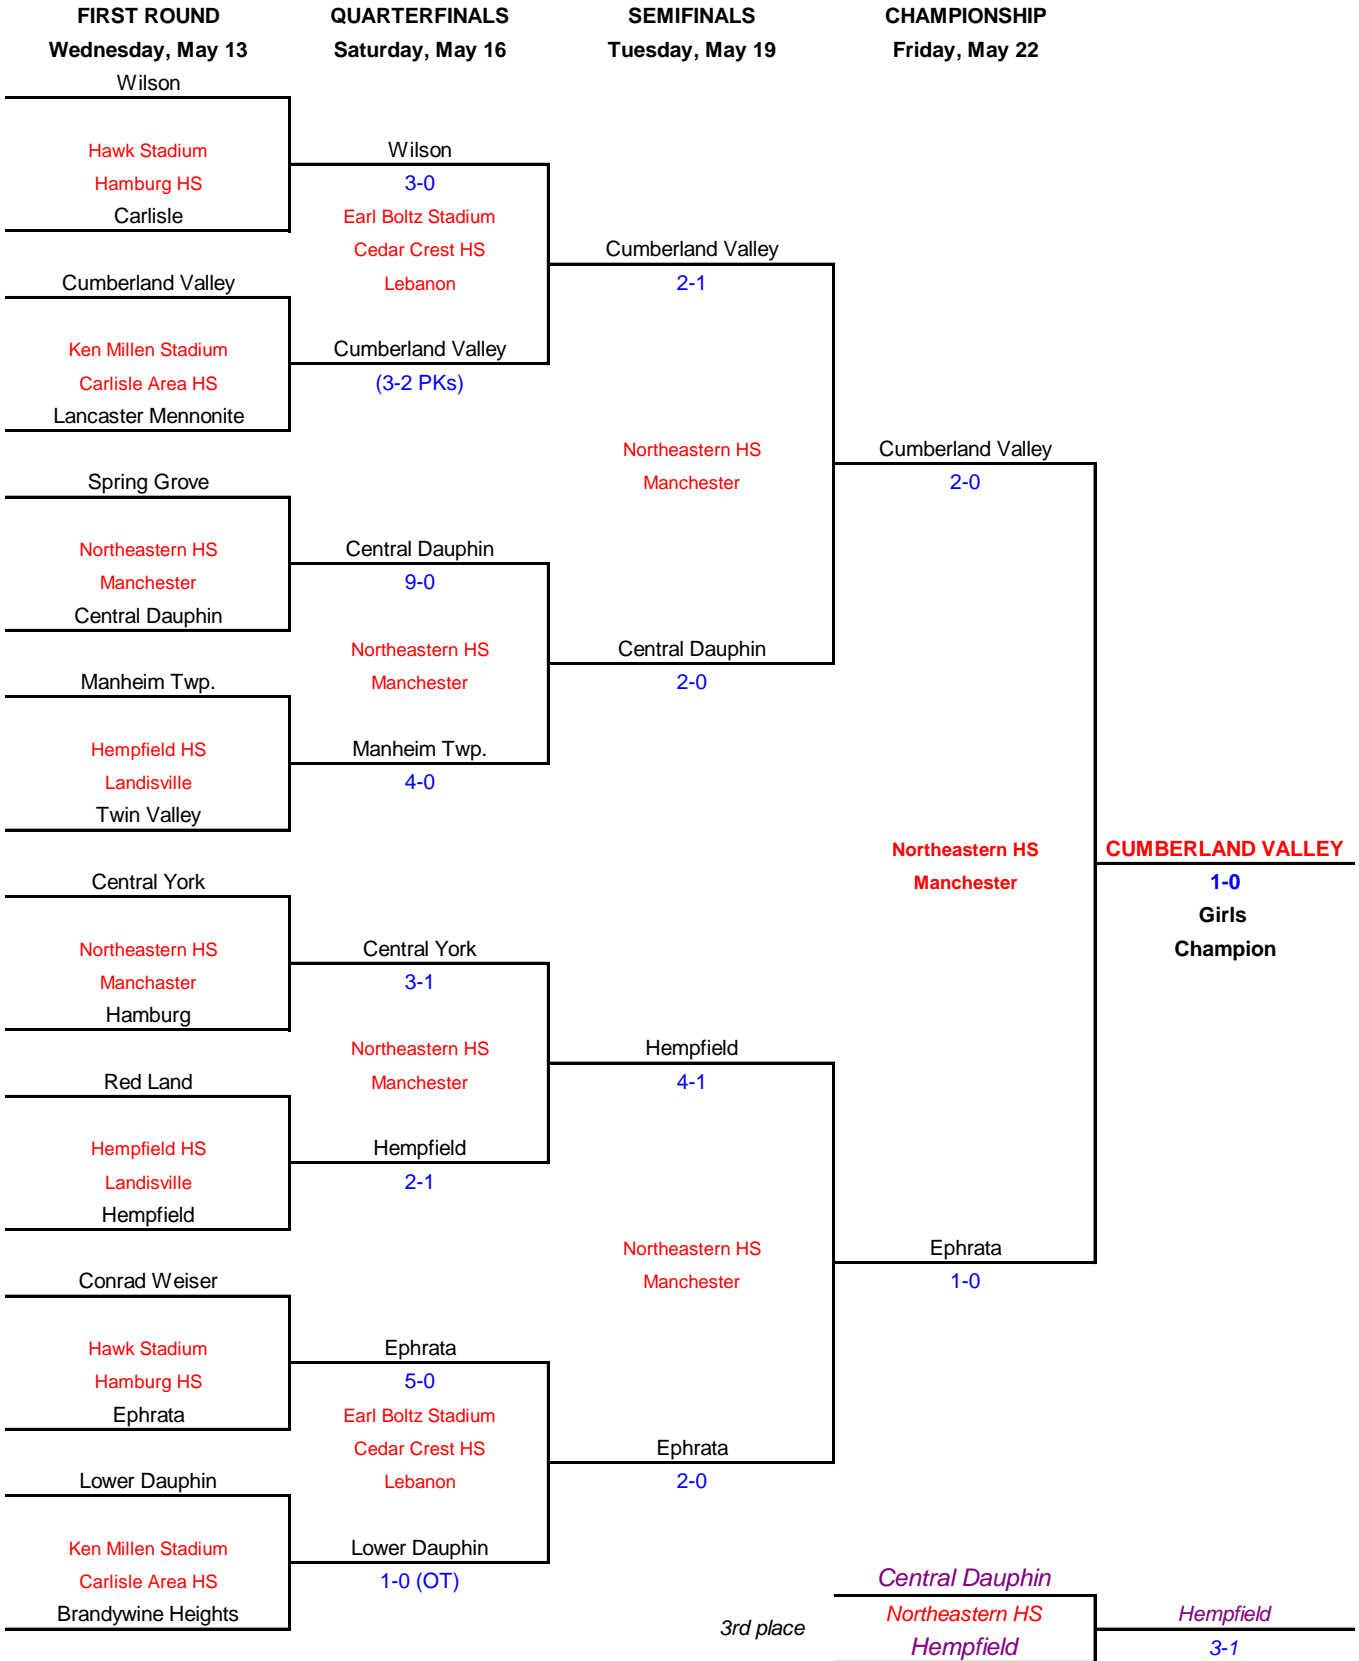 FIRST ROUND
Wednesday, May 13
Wilson
Hawk Stadium
Hamburg HS
Carlisle
Cumberland Valley
Ken Millen Stadium
Carlisle Area HS
Lancaster Mennonite
Spring Grove
Northeastern HS
Manchester
Central Dauphin
Manheim Twp.
Hempfield HS
Landisville
Twin Valley
Central York
Northeastern HS
Manchaster
Hamburg
Red Land
Hempfield HS
Landisville
Hempfield
Conrad Weiser
Hawk Stadium
Hamburg HS
Ephrata
Lower Dauphin
Ken Millen Stadium
Carlisle Area HS
Brandywine Heights
QUARTERFINALS
Saturday, May 16
Wilson
3-0
Earl Boltz Stadium
Cedar Crest HS
Lebanon
Cumberland Valley
(3-2 PKs)
Central Dauphin
9-0
Northeastern HS
Manchester
Manheim Twp.
4-0
Central York
3-1
Northeastern HS
Manchester
Hempfield
2-1
Ephrata
5-0
Earl Boltz Stadium
Cedar Crest HS
Lebanon
Lower Dauphin
1-0 (OT)
SEMIFINALS
Tuesday, May 19
Cumberland Valley
2-1
Northeastern HS
Manchester
Central Dauphin
2-0
Hempfield
4-1
Northeastern HS
Manchester
Ephrata
2-0
CHAMPIONSHIP
Friday, May 22
Cumberland Valley
2-0
Northeastern HS
Manchester
Ephrata
1-0
CUMBERLAND VALLEY
1-0
Girls
Champion
3rd place
Central Dauphin
Northeastern HS
Hempfield
Hempfield
3-1